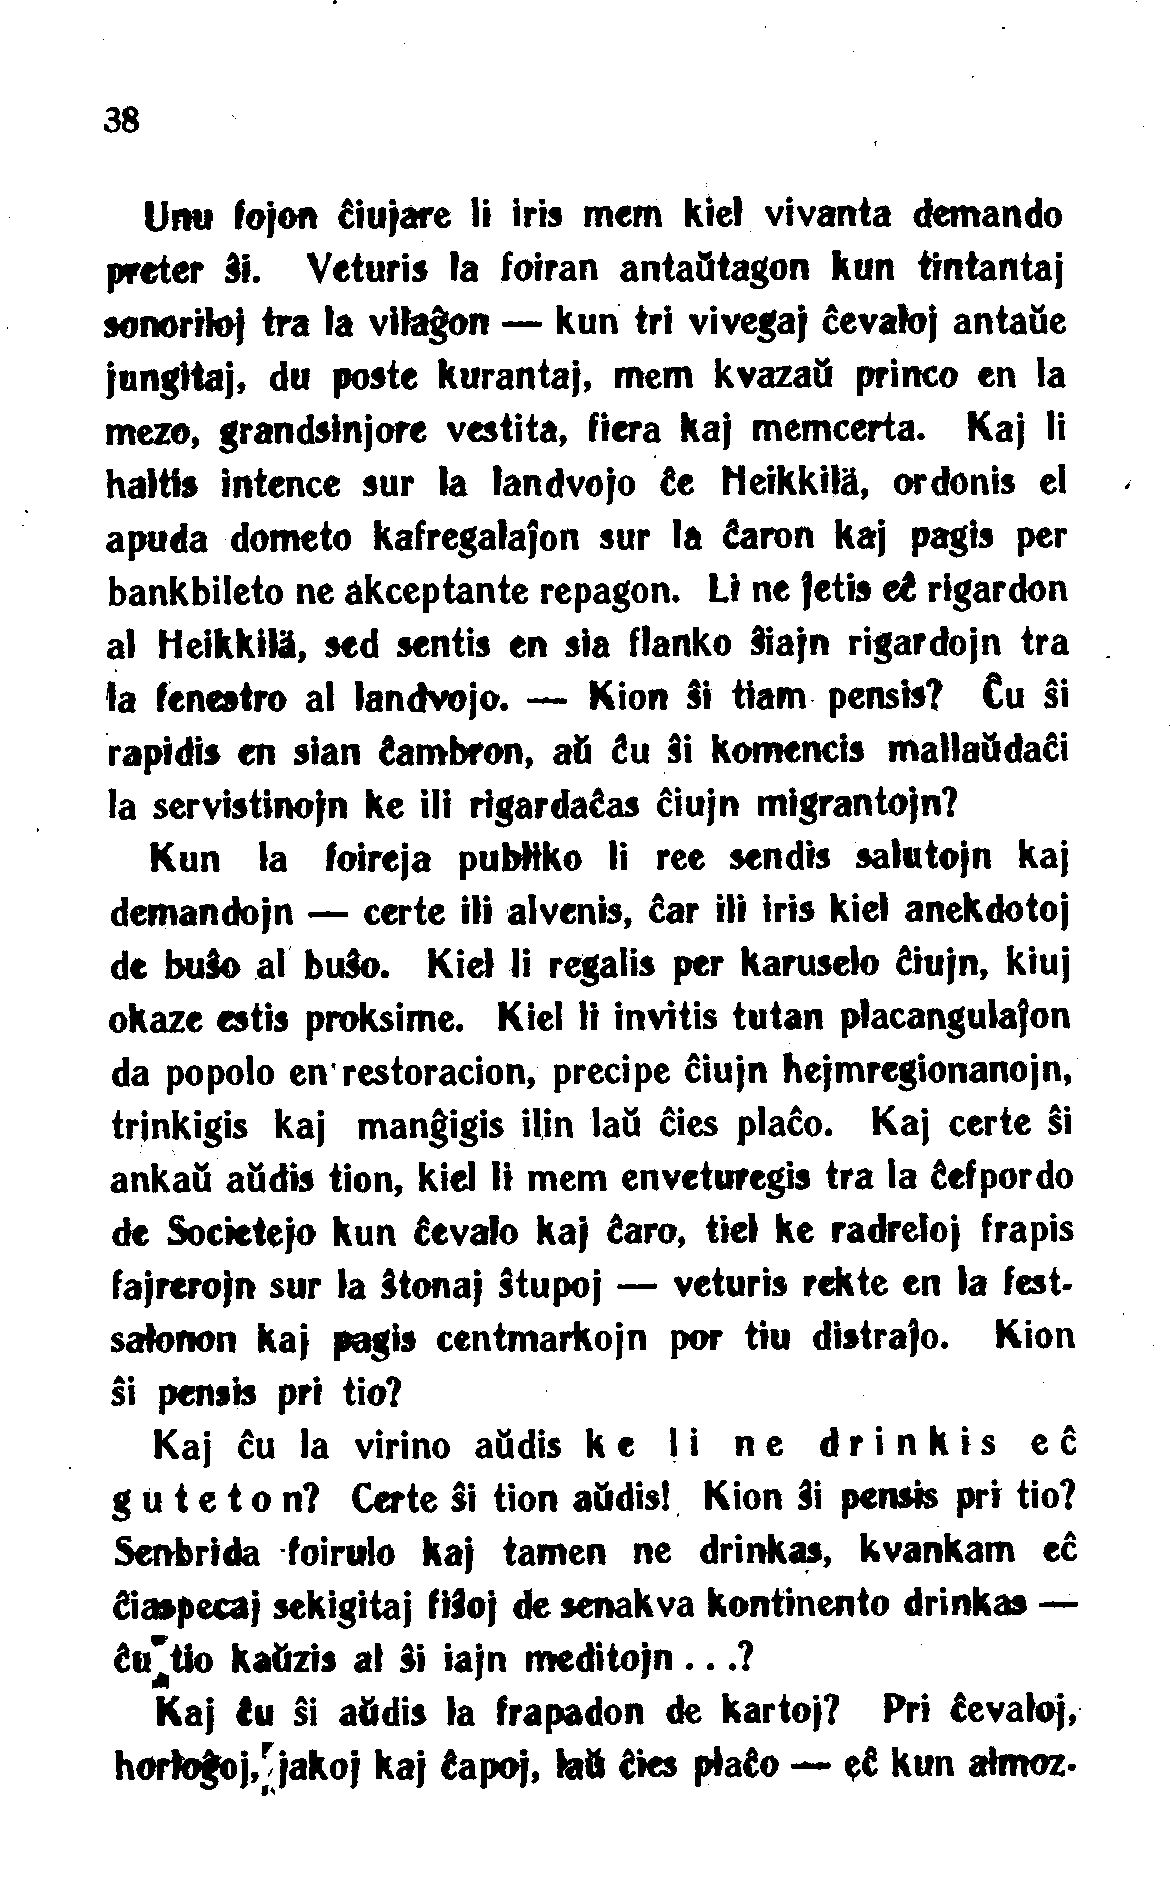 38
Unu fojon ĉiujare li iris mem kiel vivanta demando
preter ŝi. Veturis la foiran antaŭtagon kun tintantaj
sonoriloj tra la vilaĝon — kun tri vivegaj ĉevaloj antaŭe
jungitaj, du poste kurantaj, mem kvazaŭ princo en la
mezo, grandsinjore vestita, fiera kaj memcerta. Kaj li
haltis intence sur la landvojo ĉe Heikkilä, ordonis el
apuda dometo kafregalaĵon sur la ĉaron kaj pagis per
bankbileto ne akceptante repagon. Li ne ĵetis eĉ rigardon
al Heikkilä, sed sentis en sia flanko ŝiajn rigardojn tra
la fenestro al landvojo. — Kion ŝi tiam pensis? Ĉu ŝi
rapidis en sian ĉambron, aŭ ĉu ŝi komencis mallaŭdaĉi
la servistinojn ke ili rigardaĉas ĉiujn migrantojn?
Kun la foireja publiko li ree sendis salutojn kaj
demandojn — certe ili alvenis, ĉar ili iris kiel anekdotoj
de buŝo al buŝo. Kiel li regalis per karuselo ĉiujn, kiuj
okaze estis proksime. Kiel li invitis tutan placangulaĵon
da popolo en restoracion, precipe ĉiujn hejmregionanojn,
trinkigis kaj manĝigis ilin laŭ ĉies plaĉo. Kaj certe ŝi
ankaŭ aŭdis tion, kiel li mem enveturegis tra la ĉefpordo
de Societejo kun ĉevalo kaj ĉaro, tiel ke radreloj frapis
fajrerojn sur la ŝtonaj ŝtupoj — veturis rekte en la fest-
salonon kaj pagis centmarkojn por tiu distraĵo. Kion
ŝi pensis pri tio?
Kaj ĉu la virino aŭdis ke li ne drinkis eĉ
guteton? Certe ŝi tion aŭdis! Kion ŝi pensis pri tio?
Senbrida foirulo kaj tamen ne drinkas, kvankam eĉ
ĉiaspecaj sekigitaj fiŝoj de senakva kontinento drinkas —
ĉu tio kaŭzis al ŝi iajn meditojn . . .?
Kaj ĉu ŝi aŭdis la frapadon de kartoj? Pri ĉevaloj,
horloĝoj, jakoj kaj ĉapoj, laŭ ĉies plaĉo — eĉ kun almoz-